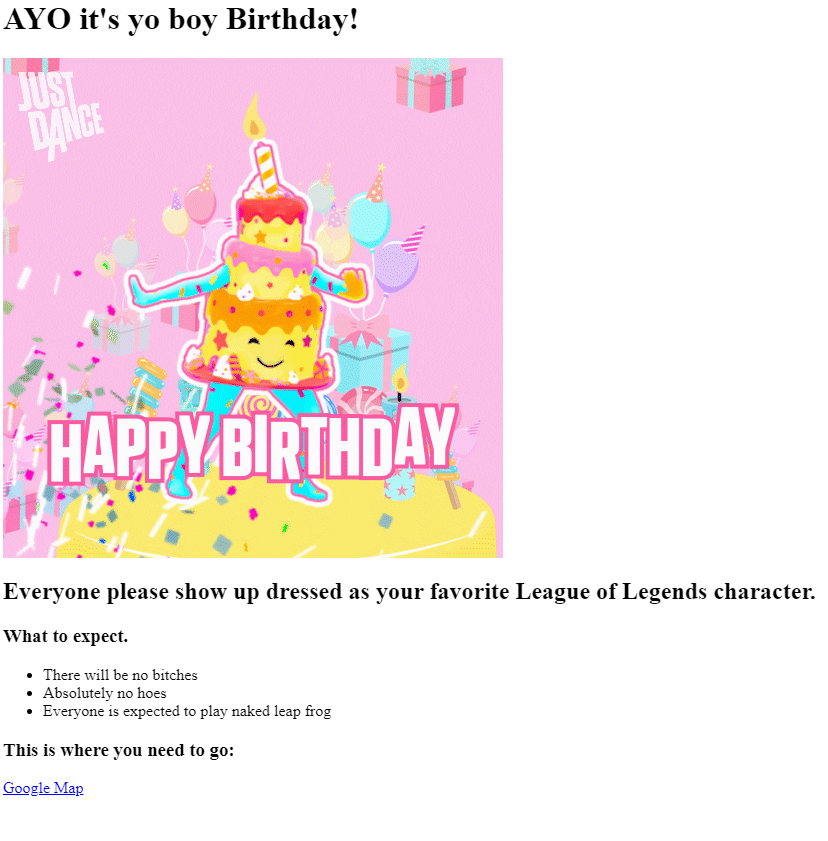 AYO it's yo boy Birthday!
JUST
DANCE
HAPPY BIRTHDAY
Everyone please show up dressed as your favorite League of Legends character.
What to expect.
There will be no bitches
Absolutely no hoes
Everyone is expected to play naked leap frog
This is where you need to go:
Google Map